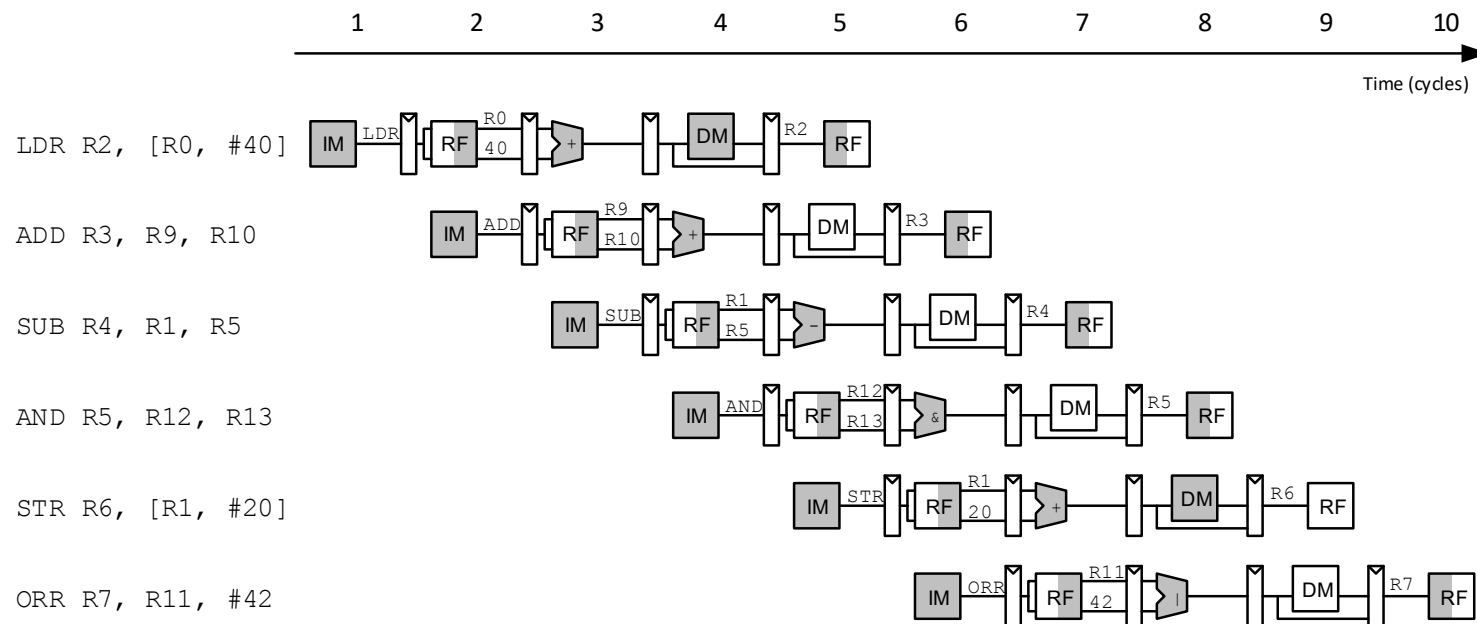 1 2 3 4 5 6 7 8 9 10
Time (cycles)
LDR R2, [R0, #40] IM LDR RF R0 40 + DM R2 RF
ADD R3, R9, R10 IM ADD RF R9 R10 + DM R3 RF
SUB R4, R1, R5 IM SUB RF R1 R5 - DM R4 RF
AND R5, R12, R13 IM AND RF R12 R13 & DM R5 RF
STR R6, [R1, #20] IM STR RF R1 20 + DM R6 RF
ORR R7, R11, #42 IM ORR RF R11 42 | DM R7 RF